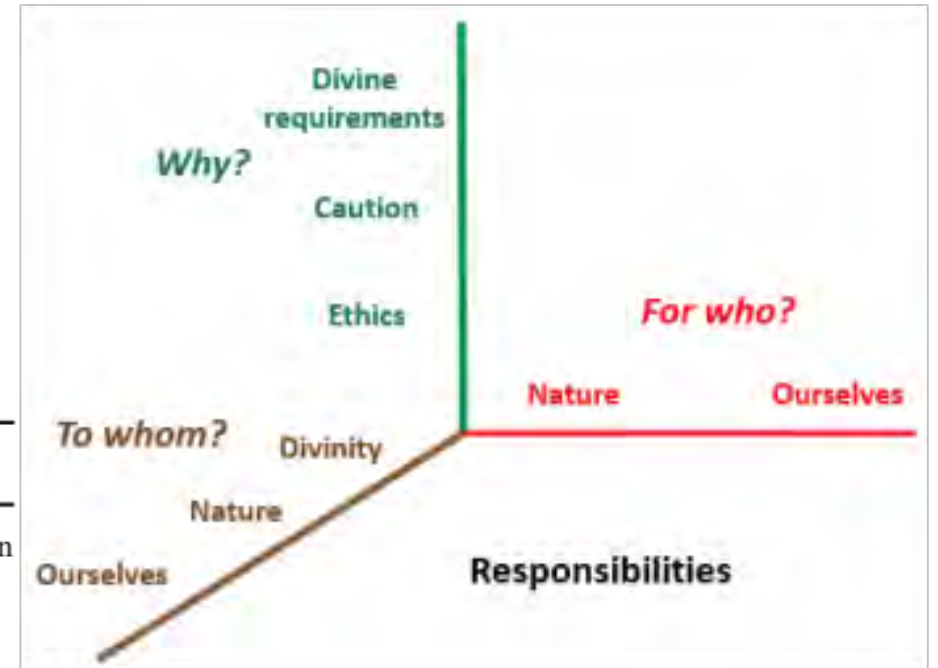 Divine
requirements
Why?
Caution
Ethics
For who?
Nature Ourselves
To whom?
Divinity
Nature
n
Ourselves
Responsibilities